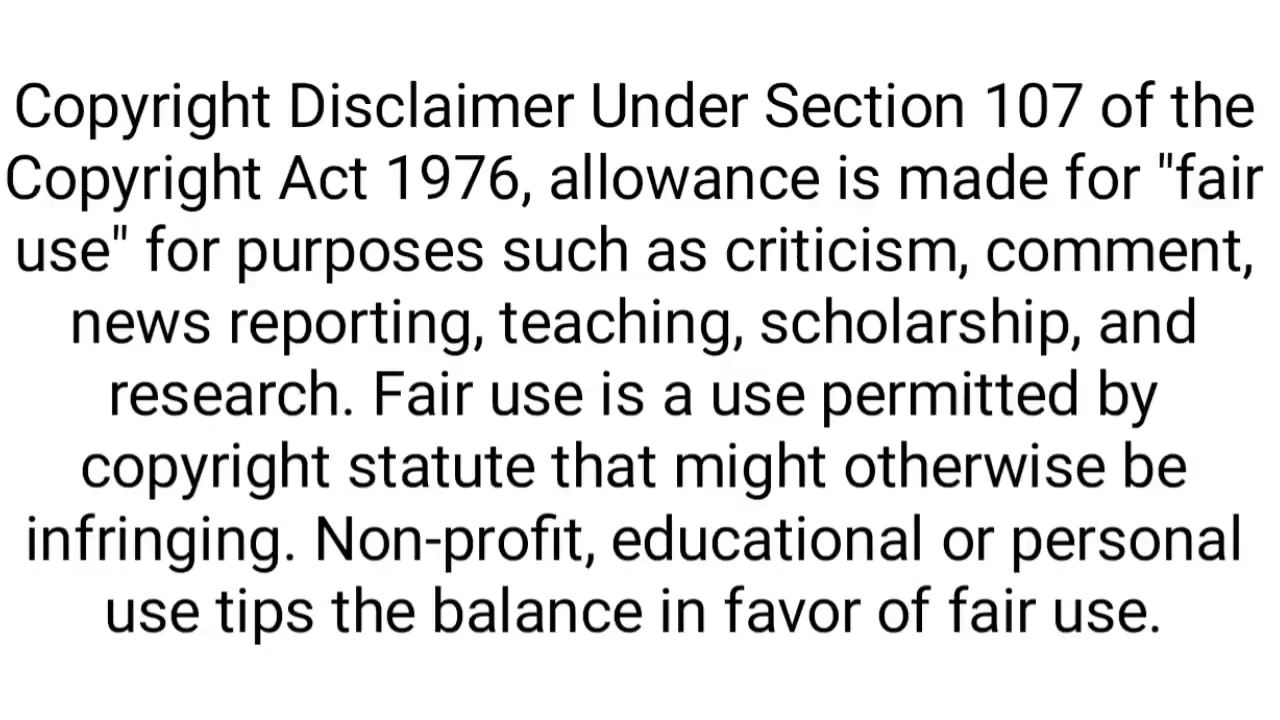 Copyright Disclaimer Under Section 107 of the
Copyright Act 1976, allowance is made for "fair
use" for purposes such as criticism, comment,
news reporting, teaching, scholarship, and
research. Fair use is a use permitted by
copyright statute that might otherwise be
infringing. Non-profit, educational or personal
use tips the balance in favor of fair use.